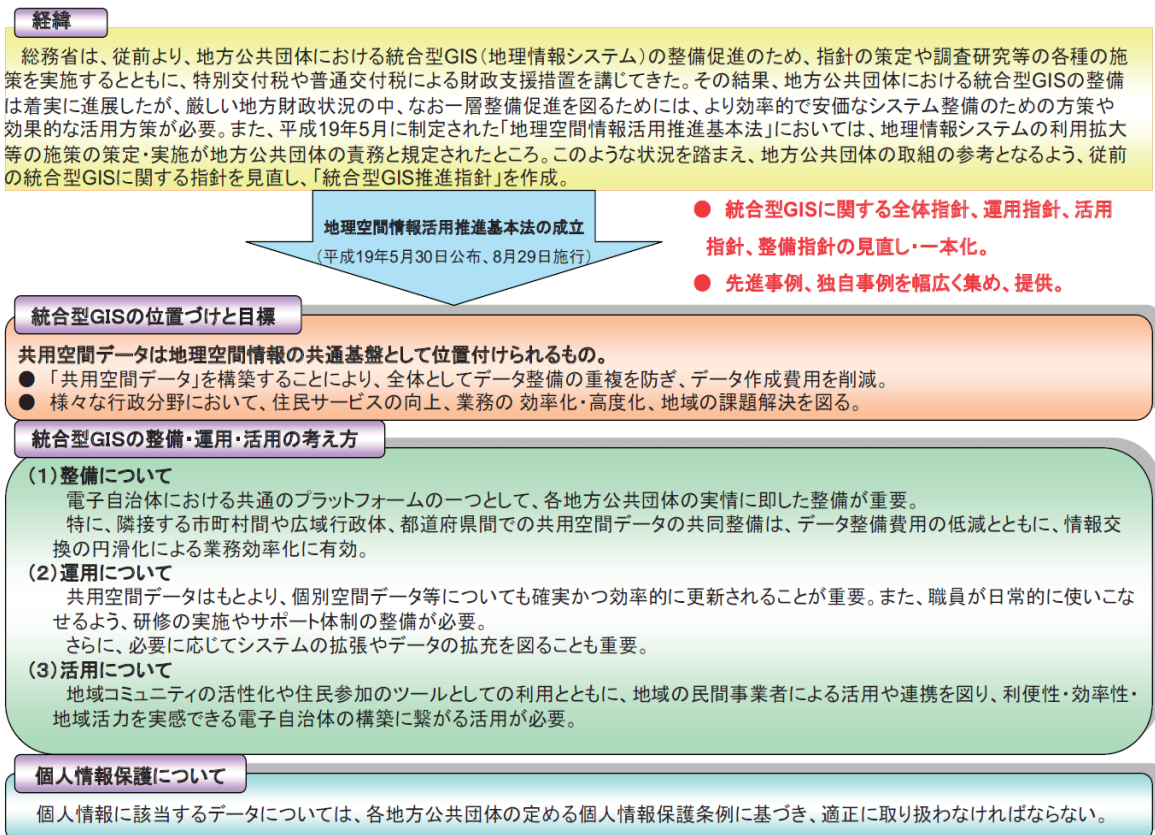 経緯
総務省は、従前より、地方公共団体における統合型GIS(地理情報システム)の整備促進のため、指針の策定や調査研究等の各種の施
策を実施するとともに、特別交付税や普通交付税による財政支援措置を講じてきた。その結果、地方公共団体における統合型GISの整備
は着実に進展したが、厳しい地方財政状況の中、なお一層整備促進を図るためには、より効率的で安価なシステム整備のための方策や
効果的な活用方策が必要。また、平成19年5月に制定された「地理空間情報活用推進基本法」においては、地理情報システムの利用拡大
等の施策の策定・実施が地方公共団体の責務と規定されたところ。このような状況を踏まえ、地方公共団体の取組の参考となるよう、従前
の統合型GISに関する指針を見直し、「統合型GIS推進指針」を作成。
地理空間情報活用推進基本法の成立
(平成19年5月30日公布、8月29日施行)
● 統合型GISに関する全体指針、運用指針、活用
指針、整備指針の見直し・一本化。
● 先進事例、独自事例を幅広く集め、提供。
統合型GISの位置づけと目標
共用空間データは地理空間情報の共通基盤として位置付けられるもの。
● 「共用空間データ」を構築することにより、全体としてデータ整備の重複を防ぎ、データ作成費用を削減。
● 様々な行政分野において、住民サービスの向上、業務の 効率化・高度化、地域の課題解決を図る。
統合型GISの整備・運用・活用の考え方
(1)整備について
電子自治体における共通のプラットフォームの一つとして、各地方公共団体の実情に即した整備が重要。
特に、隣接する市町村間や広域行政体、都道府県間での共用空間データの共同整備は、データ整備費用の低減とともに、情報交
換の円滑化による業務効率化に有効。
(2)運用について
共用空間データはもとより、個別空間データ等についても確実かつ効率的に更新されることが重要。また、職員が日常的に使いこな
せるよう、研修の実施やサポート体制の整備が必要。
さらに、必要に応じてシステムの拡張やデータの拡充を図ることも重要。
(3)活用について
地域コミュニティの活性化や住民参加のツールとしての利用とともに、地域の民間事業者による活用や連携を図り、利便性・効率性・
地域活力を実感できる電子自治体の構築に繋がる活用が必要。
個人情報保護について
個人情報に該当するデータについては、各地方公共団体の定める個人情報保護条例に基づき、適正に取り扱わなければならない。